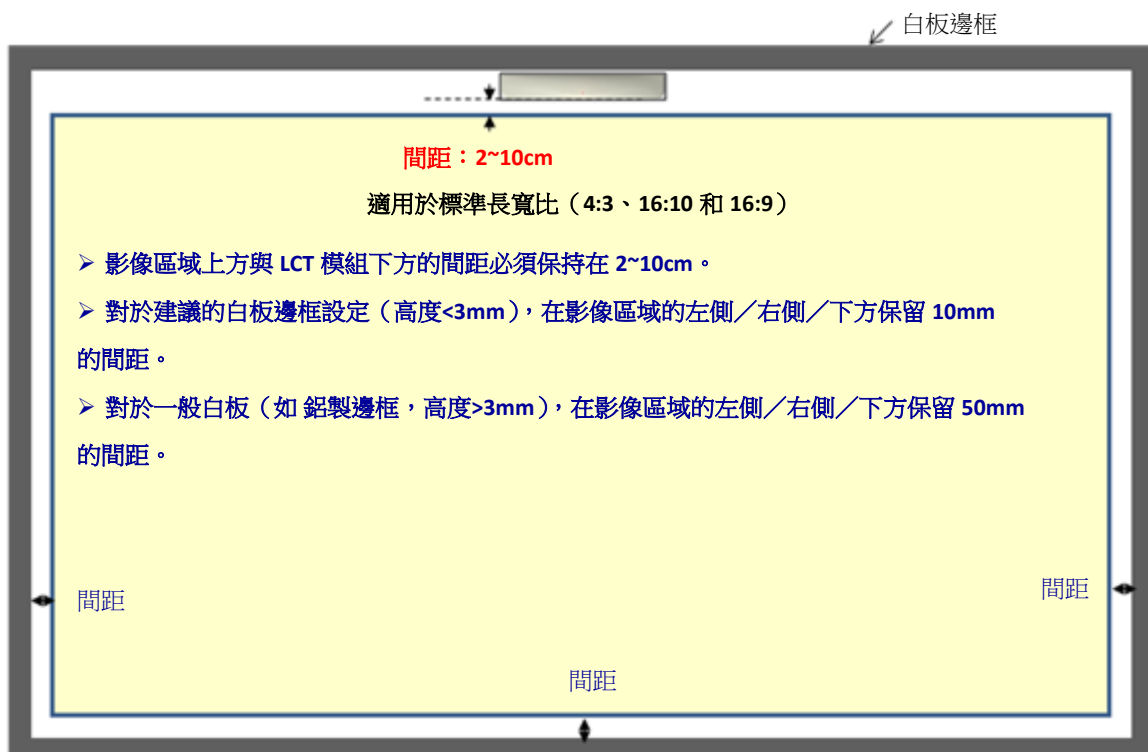 白板邊框
間距：2~10cm
適用於標準長寬比（4:3、16:10 和 16:9）
➢ 影像區域上方與 LCT 模組下方的間距必須保持在 2~10cm。
➢ 對於建議的白板邊框設定（高度<3mm），在影像區域的左側／右側／下方保留 10mm
的間距。
➢ 對於一般白板（如 鋁製邊框，高度>3mm），在影像區域的左側／右側／下方保留 50mm
的間距。
間距
間距
間距